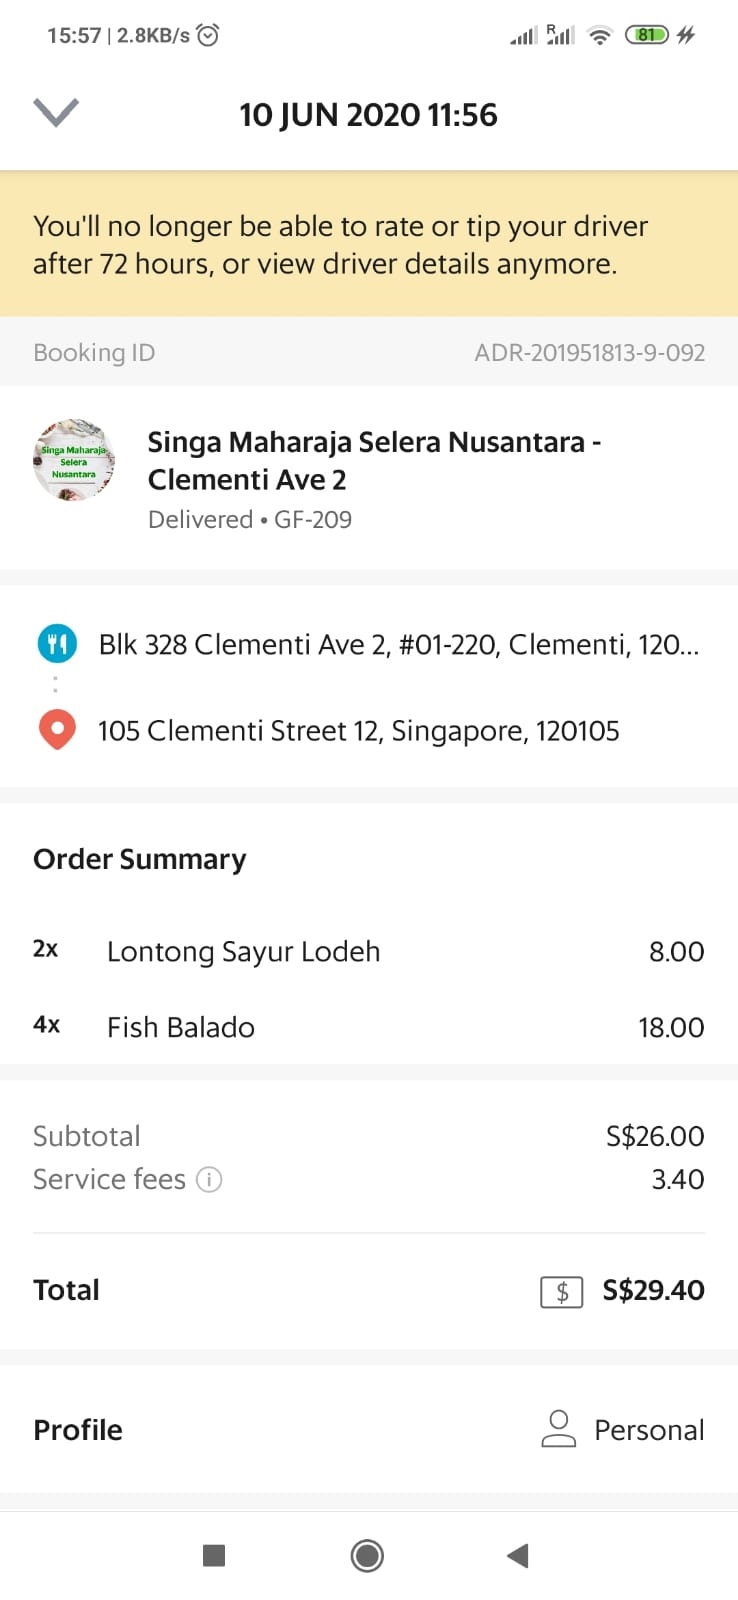 15:57 | 2.8KB/s
R
81
10 JUN 2020 11:56
You'll no longer be able to rate or tip your driver
after 72 hours, or view driver details anymore.
Booking ID ADR-201951813-9-092
Singa Maharaja
Selera
Nusantara
Singa Maharaja Selera Nusantara -
Clementi Ave 2
Delivered • GF-209
Blk 328 Clementi Ave 2, #01-220, Clementi, 120...
105 Clementi Street 12, Singapore, 120105
Order Summary
2x Lontong Sayur Lodeh 8.00
4x Fish Balado 18.00
Subtotal S$26.00
Service fees i 3.40
Total $ S$29.40
Profile Personal